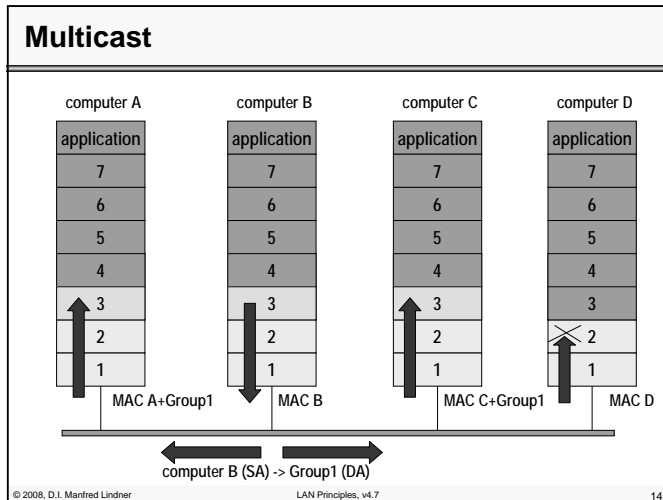 Multicast
computer A computer B computer C computer D
application application application application
7 7 7 7
6 6 6 6
5 5 5 5
4 4 4 4
3 3 3 3
2 2 2 2
1 1 1 1
MAC A+Group1 MAC B MAC C+Group1 MAC D
computer B (SA) -> Group1 (DA)
© 2008, D.I. Manfred Lindner LAN Principles, v4.7 14